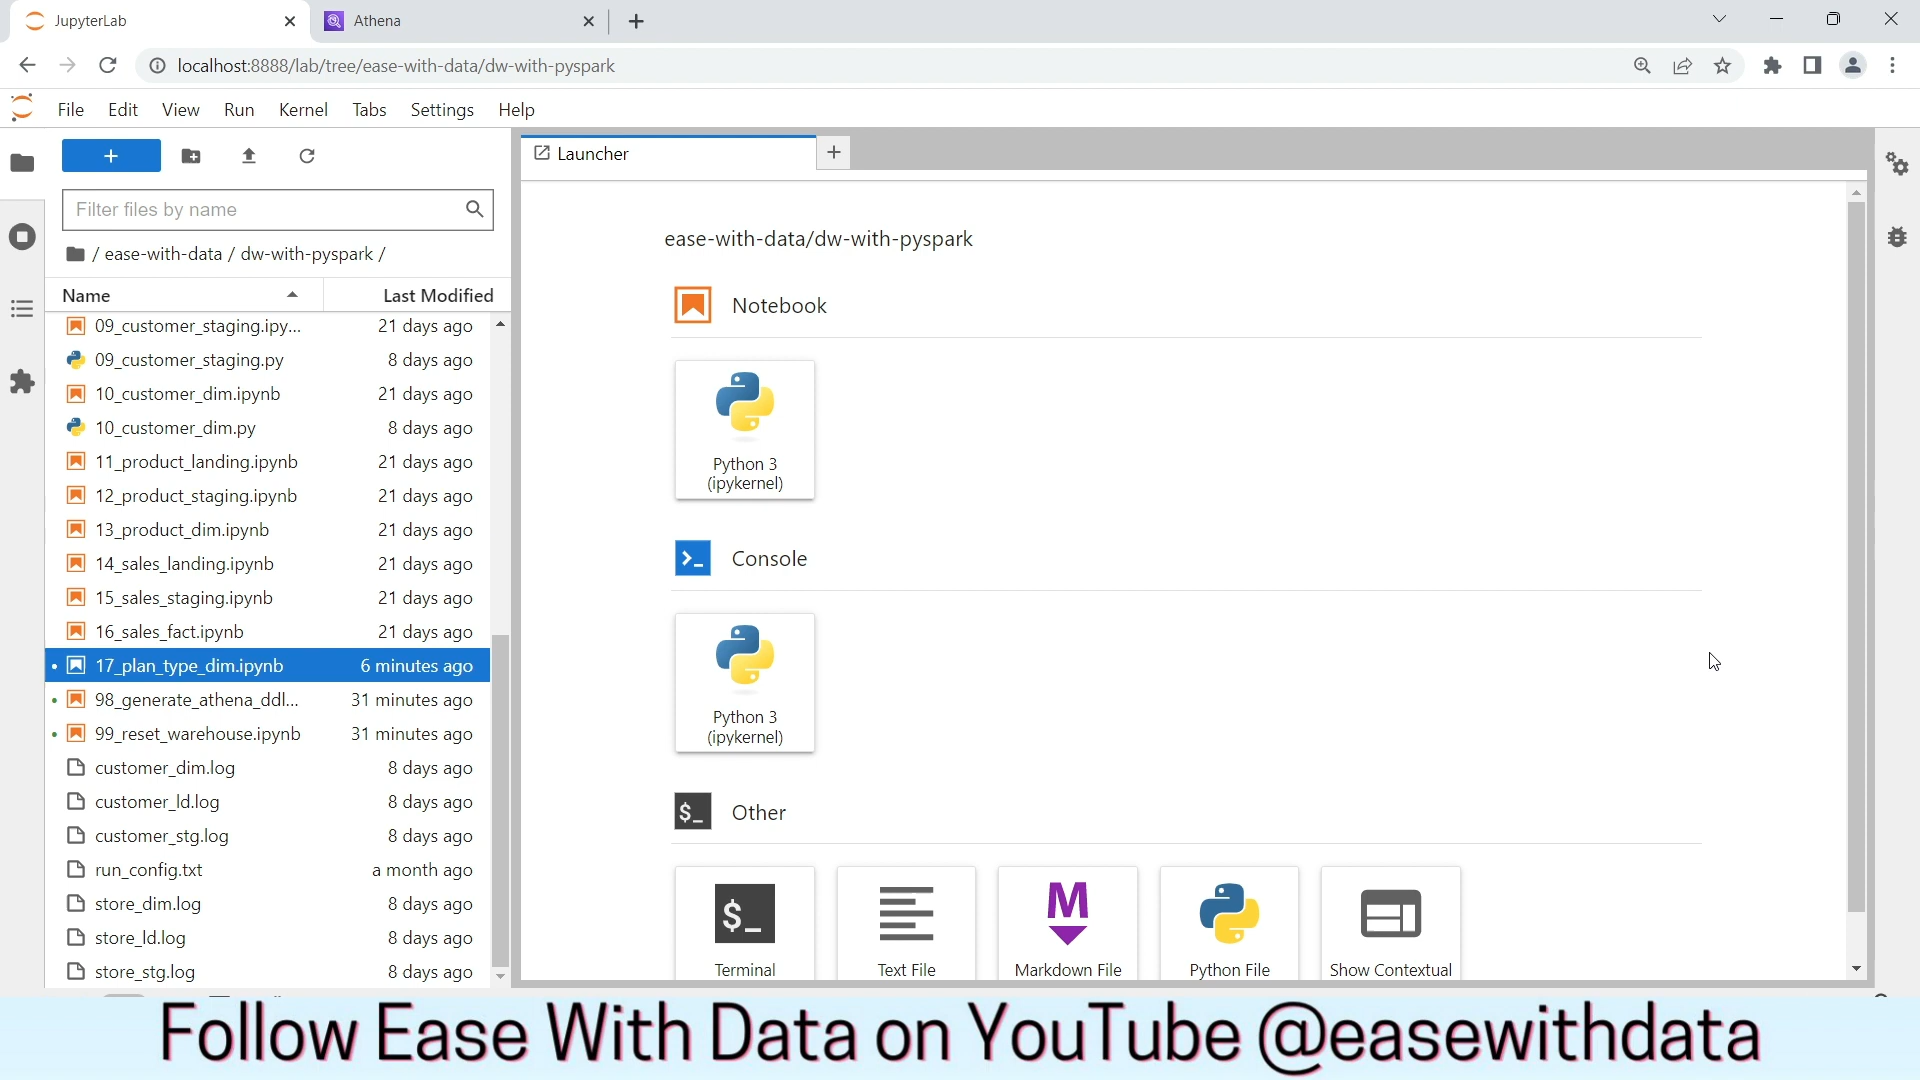 JupyterLab
Athena
localhost:8888/lab/tree/ease-with-data/dw-with-pyspark
File Edit View Run Kernel Tabs Settings Help
Launcher
Filter files by name
/ ease-with-data / dw-with-pyspark /
Name Last Modified
09_customer_staging.ipy... 21 days ago
09_customer_staging.py 8 days ago
10_customer_dim.ipynb 21 days ago
10_customer_dim.py 8 days ago
11_product_landing.ipynb 21 days ago
12_product_staging.ipynb 21 days ago
13_product_dim.ipynb 21 days ago
14_sales_landing.ipynb 21 days ago
15_sales_staging.ipynb 21 days ago
16_sales_fact.ipynb 21 days ago
17_plan_type_dim.ipynb 6 minutes ago
98_generate_athena_ddl... 31 minutes ago
99_reset_warehouse.ipynb 31 minutes ago
customer_dim.log 8 days ago
customer_ld.log 8 days ago
customer_stg.log 8 days ago
run_config.txt a month ago
store_dim.log 8 days ago
store_ld.log 8 days ago
store_stg.log 8 days ago
ease-with-data/dw-with-pyspark
Notebook
Python 3
(ipykernel)
Console
Python 3
(ipykernel)
$_ Other
$_
M
Terminal
Text File
Markdown File
Python File
Show Contextual
Follow Ease With Data on YouTube @easewithdata